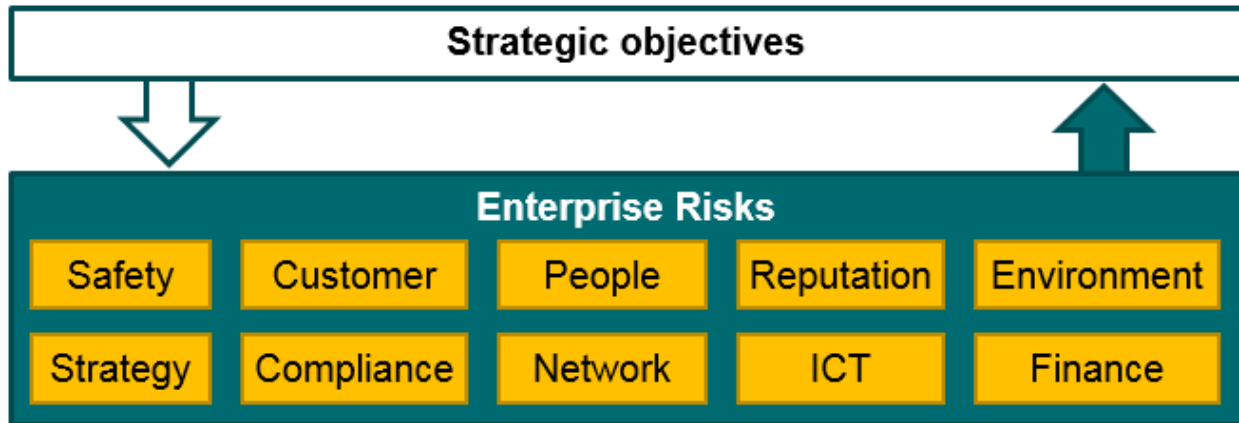 Strategic objectives
Enterprise Risks
Safety Customer People Reputation Environment
Strategy Compliance Network ICT Finance